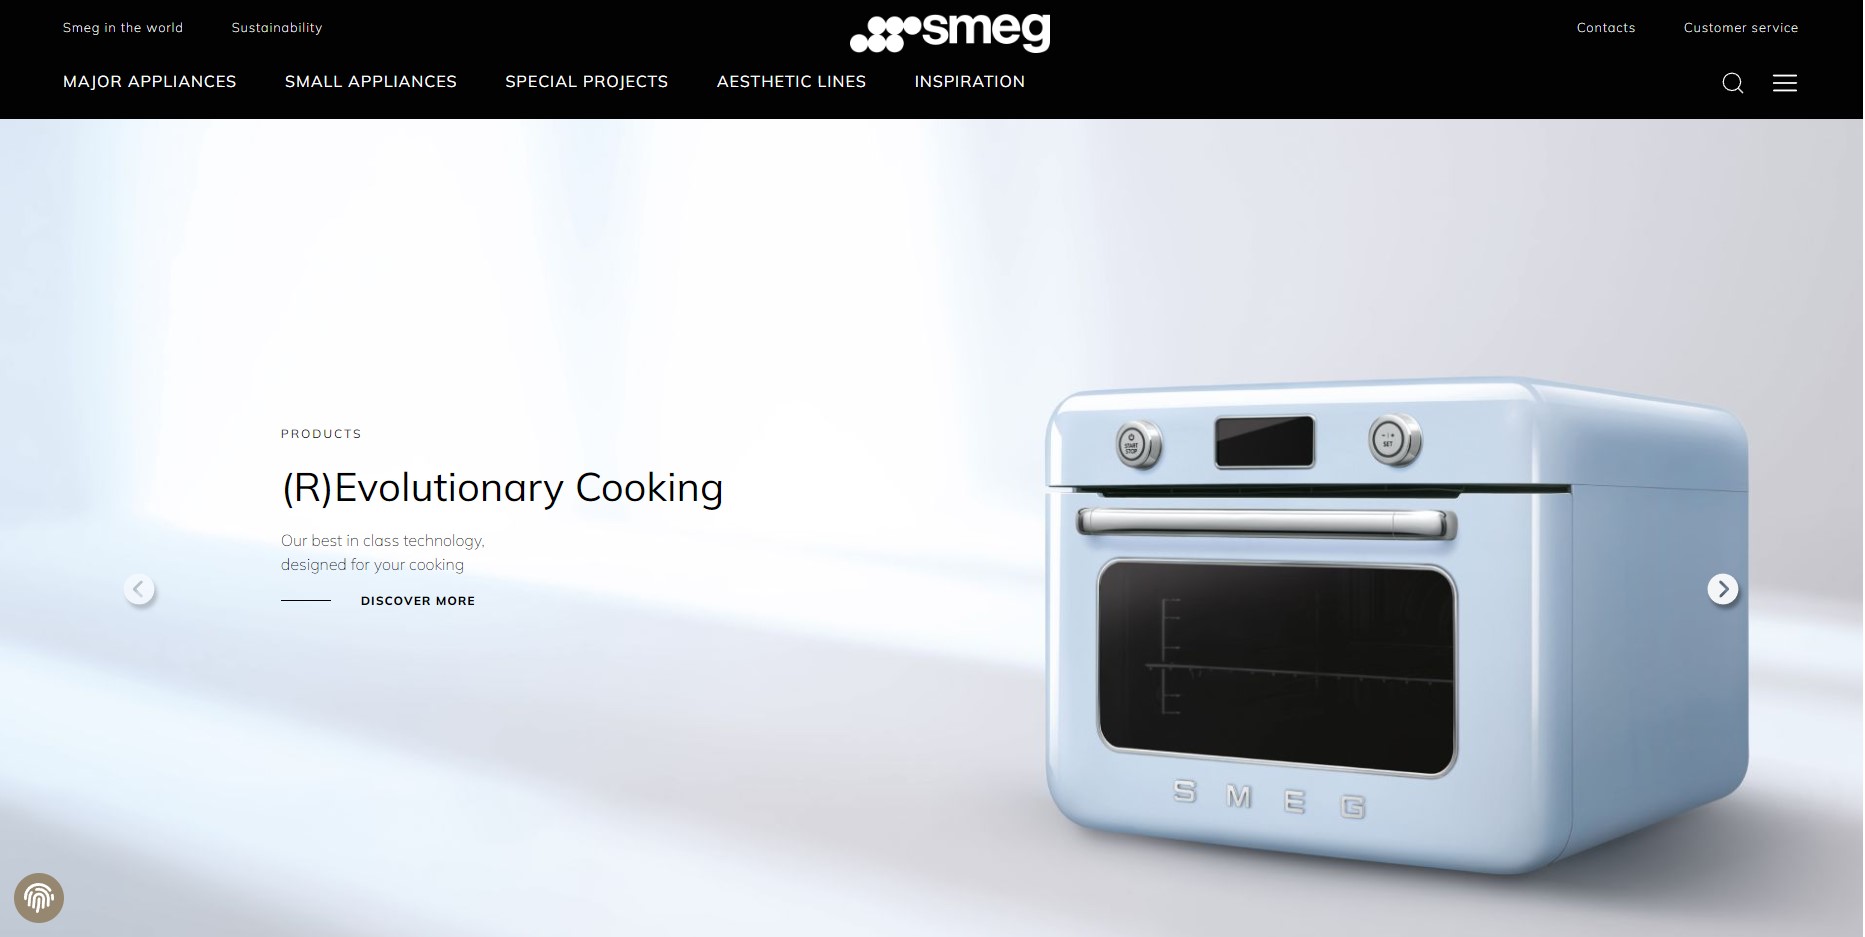 Smeg in the world
Sustainability
smeg
Contacts
Customer service
MAJOR APPLIANCES
SMALL APPLIANCES
SPECIAL PROJECTS
AESTHETIC LINES
INSPIRATION
PRODUCTS
(R)Evolutionary Cooking
Our best in class technology,
designed for your cooking
DISCOVER MORE
START
STOP
- | +
SET
SMEG